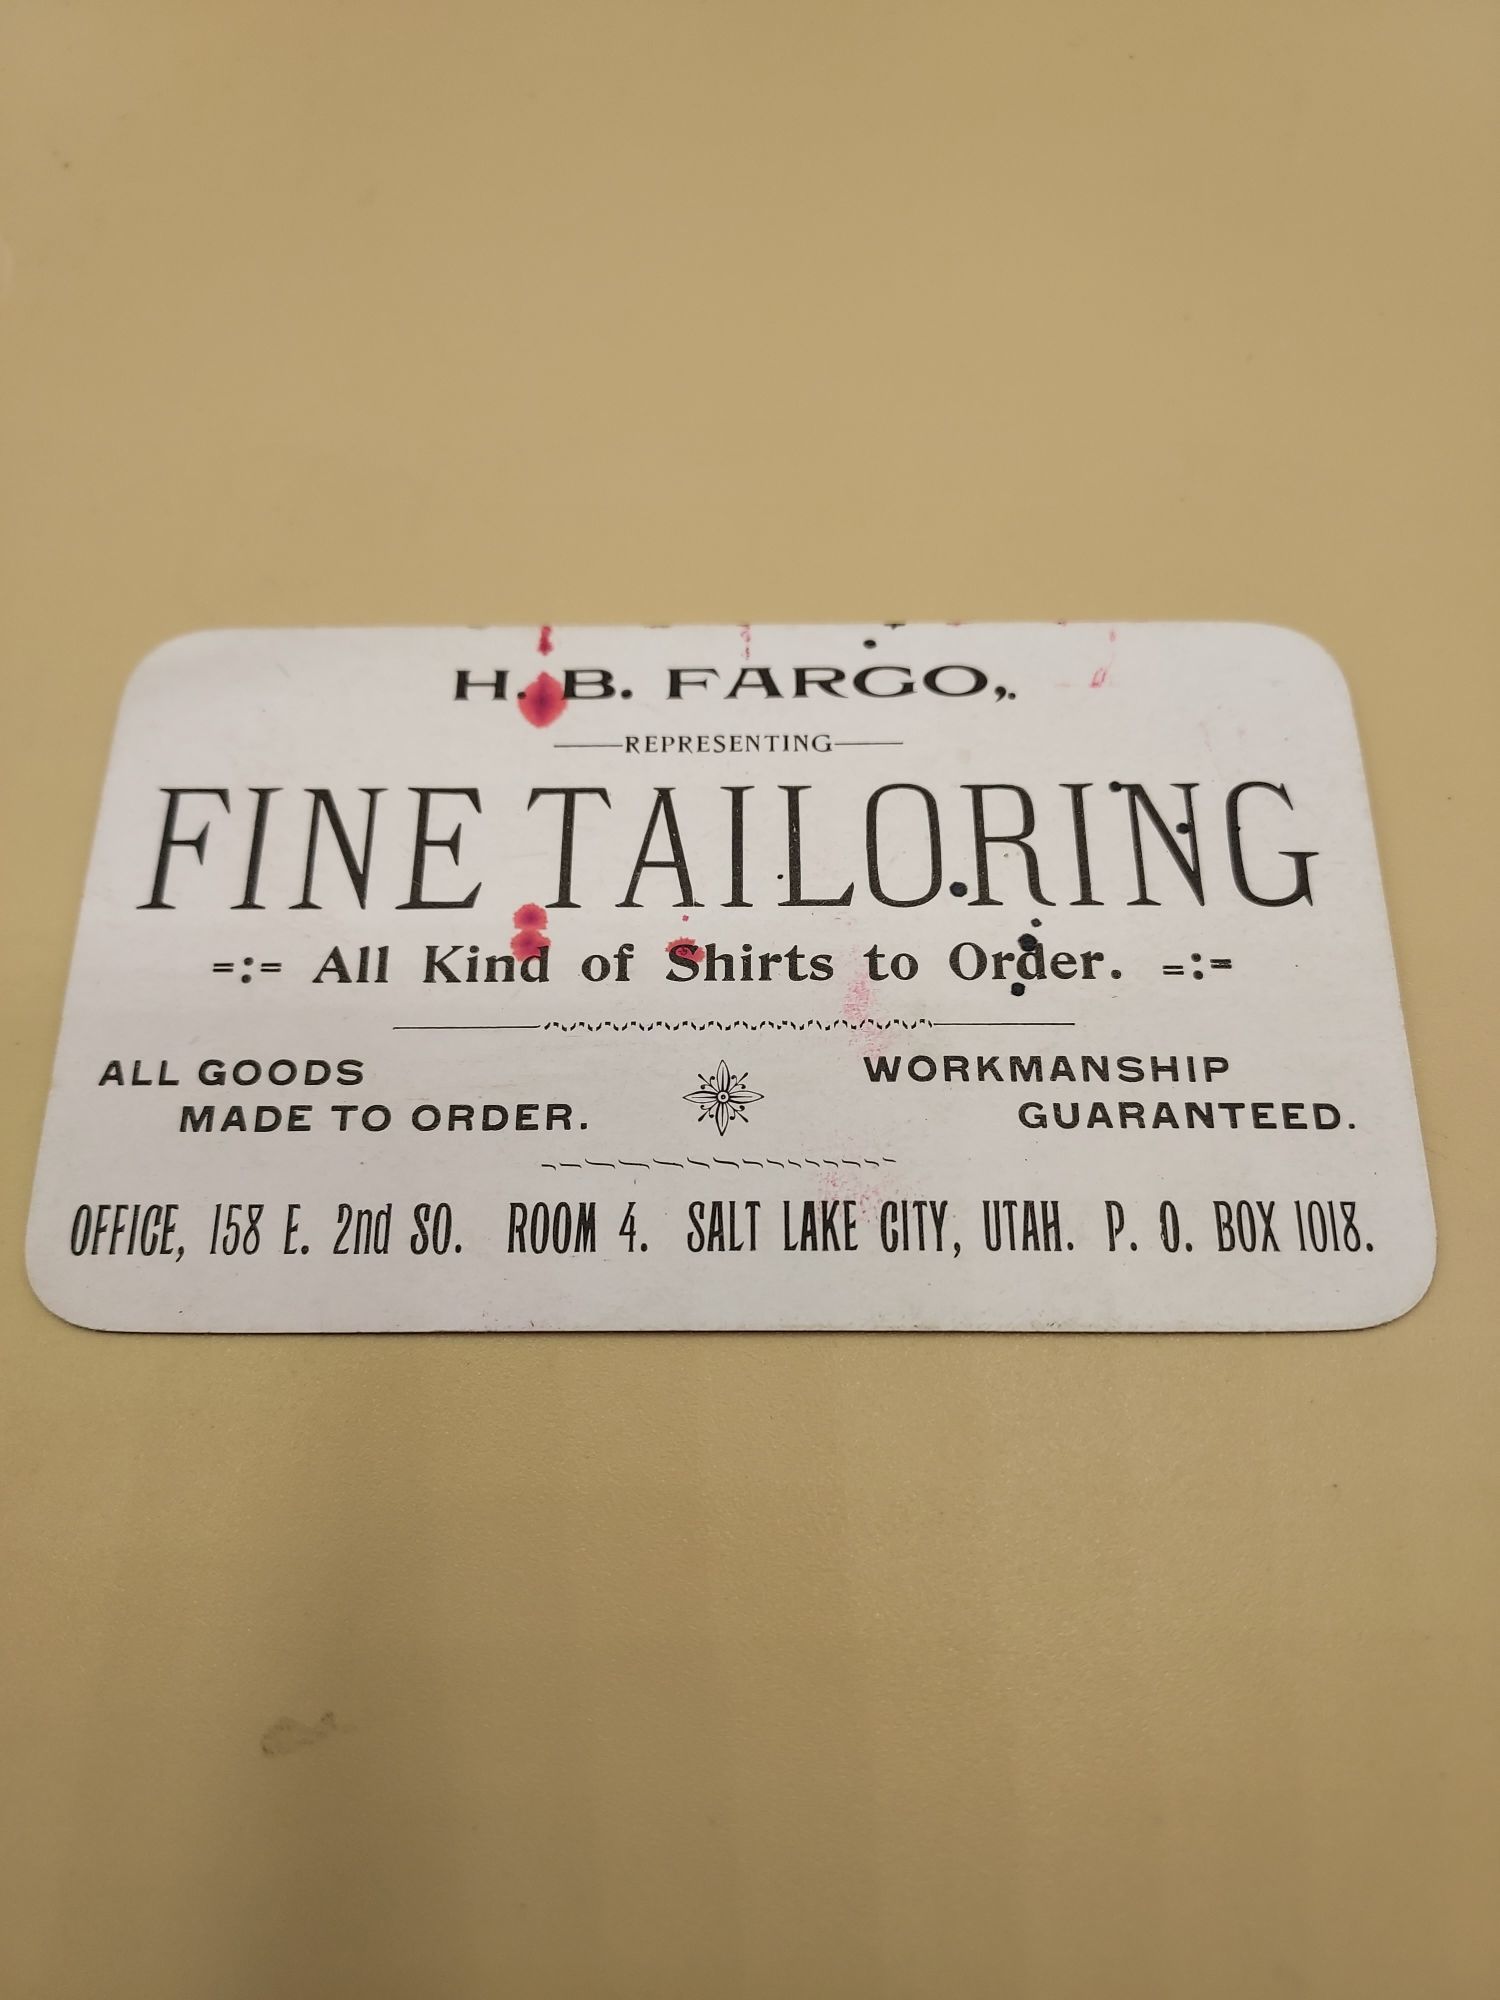 H. B. FARGO,.
REPRESENTING
FINE TAILORING
=:= All Kind of Shirts to Order. =:=
ALL GOODS
MADE TO ORDER.
WORKMANSHIP
GUARANTEED.
OFFICE, 158 E. 2nd SO. ROOM 4. SALT LAKE CITY, UTAH. P. O. BOX 1018.